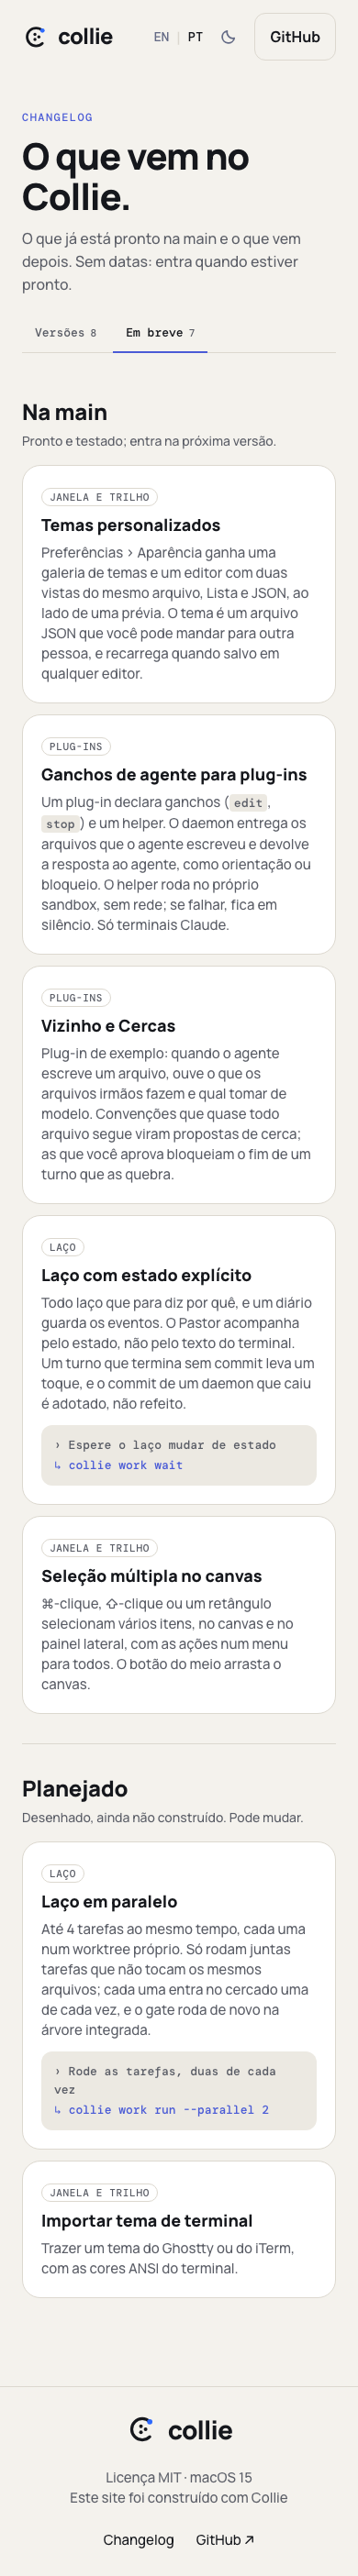 collie
EN | PT
GitHub
CHANGELOG
O que vem no
Collie.
O que já está pronto na main e o que vem
depois. Sem datas: entra quando estiver
pronto.
Versões 8
Em breve 7
Na main
Pronto e testado; entra na próxima versão.
JANELA E TRILHO
Temas personalizados
Preferências › Aparência ganha uma
galeria de temas e um editor com duas
vistas do mesmo arquivo, Lista e JSON, ao
lado de uma prévia. O tema é um arquivo
JSON que você pode mandar para outra
pessoa, e recarrega quando salvo em
qualquer editor.
PLUG-INS
Ganchos de agente para plug-ins
Um plug-in declara ganchos (edit,
stop) e um helper. O daemon entrega os
arquivos que o agente escreveu e devolve
a resposta ao agente, como orientação ou
bloqueio. O helper roda no próprio
sandbox, sem rede; se falhar, fica em
silêncio. Só terminais Claude.
PLUG-INS
Vizinho e Cercas
Plug-in de exemplo: quando o agente
escreve um arquivo, ouve o que os
arquivos irmãos fazem e qual tomar de
modelo. Convenções que quase todo
arquivo segue viram propostas de cerca;
as que você aprova bloqueiam o fim de um
turno que as quebra.
LAÇO
Laço com estado explícito
Todo laço que para diz por quê, e um diário
guarda os eventos. O Pastor acompanha
pelo estado, não pelo texto do terminal.
Um turno que termina sem commit leva um
toque, e o commit de um daemon que caiu
é adotado, não refeito.
› Espere o laço mudar de estado
↳ collie work wait
JANELA E TRILHO
Seleção múltipla no canvas
⌘-clique, ⇧-clique ou um retângulo
selecionam vários itens, no canvas e no
painel lateral, com as ações num menu
para todos. O botão do meio arrasta o
canvas.
Planejado
Desenhado, ainda não construído. Pode mudar.
LAÇO
Laço em paralelo
Até 4 tarefas ao mesmo tempo, cada uma
num worktree próprio. Só rodam juntas
tarefas que não tocam os mesmos
arquivos; cada uma entra no cercado uma
de cada vez, e o gate roda de novo na
árvore integrada.
› Rode as tarefas, duas de cada
vez
↳ collie work run --parallel 2
JANELA E TRILHO
Importar tema de terminal
Trazer um tema do Ghostty ou do iTerm,
com as cores ANSI do terminal.
collie
Licença MIT · macOS 15
Este site foi construído com Collie
Changelog
GitHub ↗